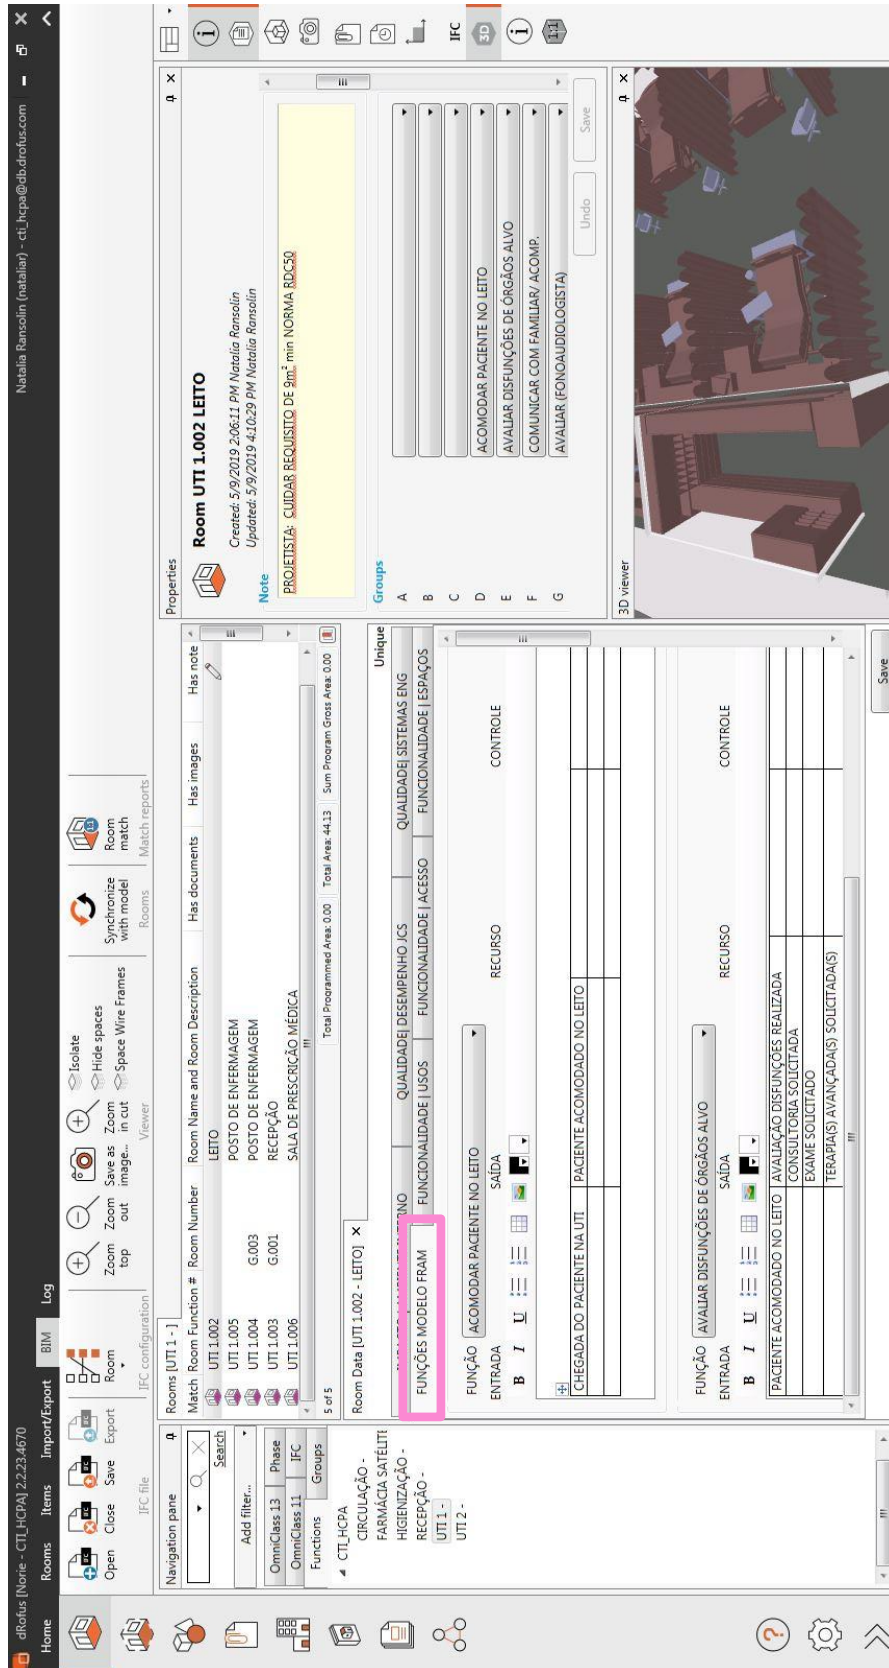 dRofus [Norie - CTI_HCPA] 2.2.23.4670
Natalia Ransolin (nataliar) - cti_hcpa@db.drofus.com
Home Rooms Items Import/Export BIM Log
Open Close Save Export
IFC file
Room
IFC configuration
Zoom top
Zoom out
Save as image...
Zoom in cut
Isolate
Hide spaces
Space Wire Frames
Viewer
Synchronize with model
Rooms
Room match
Match reports
Navigation pane
Search
Add filter...
OmniClass 13 Phase
OmniClass 11 IFC
Functions Groups
CTI_HCPA
CIRCULAÇÃO -
FARMÁCIA SATÉLITE
HIGIENIZAÇÃO -
RECEPÇÃO -
UTI 1 -
UTI 2 -
Rooms [UTI 1 - ]
Match Room Function # Room Number Room Name and Room Description Has documents Has images Has note
UTI 1.002 LEITO
UTI 1.005 POSTO DE ENFERMAGEM
UTI 1.004 G.003 POSTO DE ENFERMAGEM
UTI 1.003 G.001 RECEPÇÃO
UTI 1.006 SALA DE PRESCRIÇÃO MÉDICA
5 of 5
Total Programmed Area: 0.00 Total Area: 44.13 Sum Program Gross Area: 0.00
Room Data [UTI 1.002 - LEITO]
Unique
QUALIDADE| DESEMPENHO JCS QUALIDADE| SISTEMAS ENG
FUNÇÕES MODELO FRAM FUNCIONALIDADE | USOS FUNCIONALIDADE | ACESSO FUNCIONALIDADE | ESPAÇOS
FUNÇÃO ACOMODAR PACIENTE NO LEITO
ENTRADA SAÍDA RECURSO CONTROLE
B I U
CHEGADA DO PACIENTE NA UTI PACIENTE ACOMODADO NO LEITO
FUNÇÃO AVALIAR DISFUNÇÕES DE ÓRGÃOS ALVO
ENTRADA SAÍDA RECURSO CONTROLE
B I U
PACIENTE ACOMODADO NO LEITO AVALIAÇÃO DISFUNÇÕES REALIZADA
CONSULTORIA SOLICITADA
EXAME SOLICITADO
TERAPIA(S) AVANÇADA(S) SOLICITADA(S)
Save
Properties
Room UTI 1.002 LEITO
Created: 5/9/2019 2:06:11 PM Natalia Ransolin
Updated: 5/9/2019 4:10:29 PM Natalia Ransolin
Note
PROJETISTA: CUIDAR REQUISITO DE 9m² min NORMA RDC50
Groups
A
B
C
D ACOMODAR PACIENTE NO LEITO
E AVALIAR DISFUNÇÕES DE ÓRGÃOS ALVO
F COMUNICAR COM FAMILIAR/ ACOMP.
G AVALIAR (FONOAUDIOLOGISTA)
Undo Save
3D viewer
IFC
3D
1:1